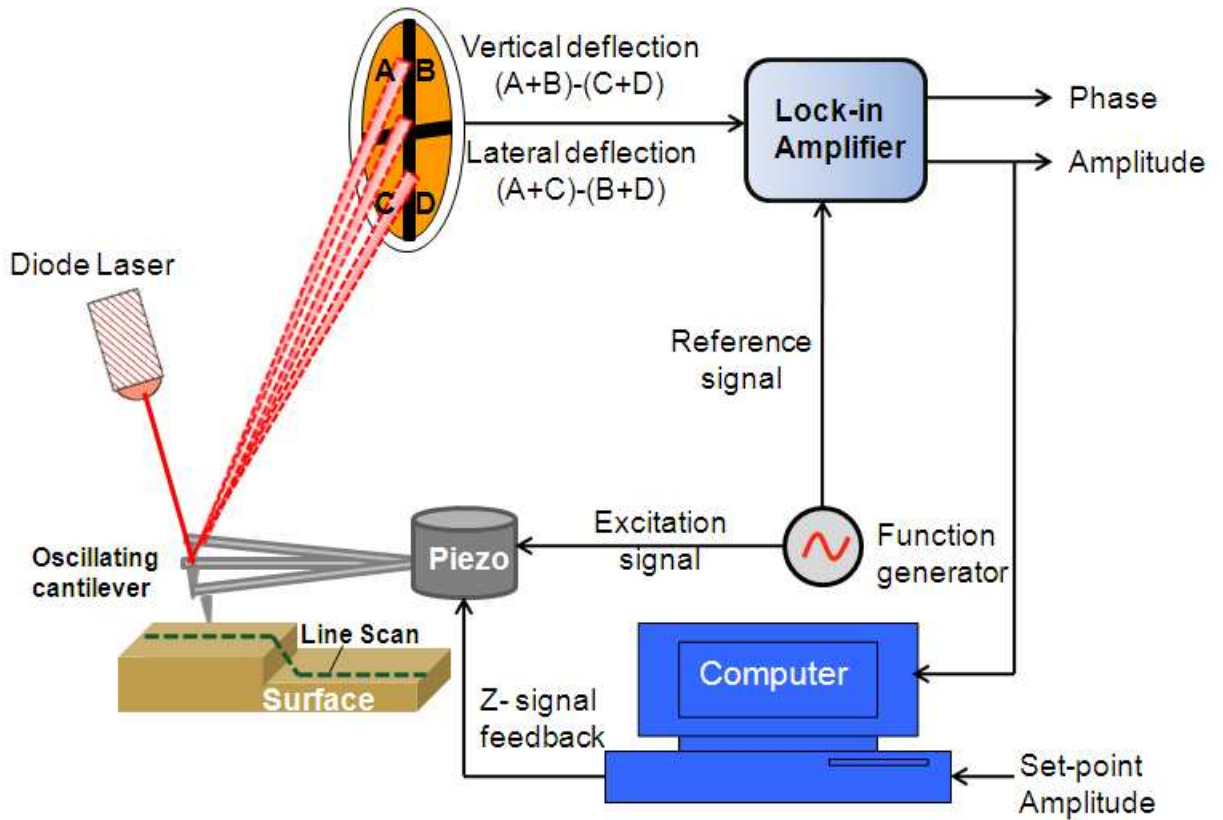 Vertical deflection
(A+B)-(C+D)
A B
Lock-in
Amplifier
Phase
Amplitude
Lateral deflection
(A+C)-(B+D)
C D
Diode Laser
Reference
signal
Oscillating
cantilever
Piezo
Excitation
signal
Function
generator
Line Scan
Surface
Computer
Z- signal
feedback
Set-point
Amplitude